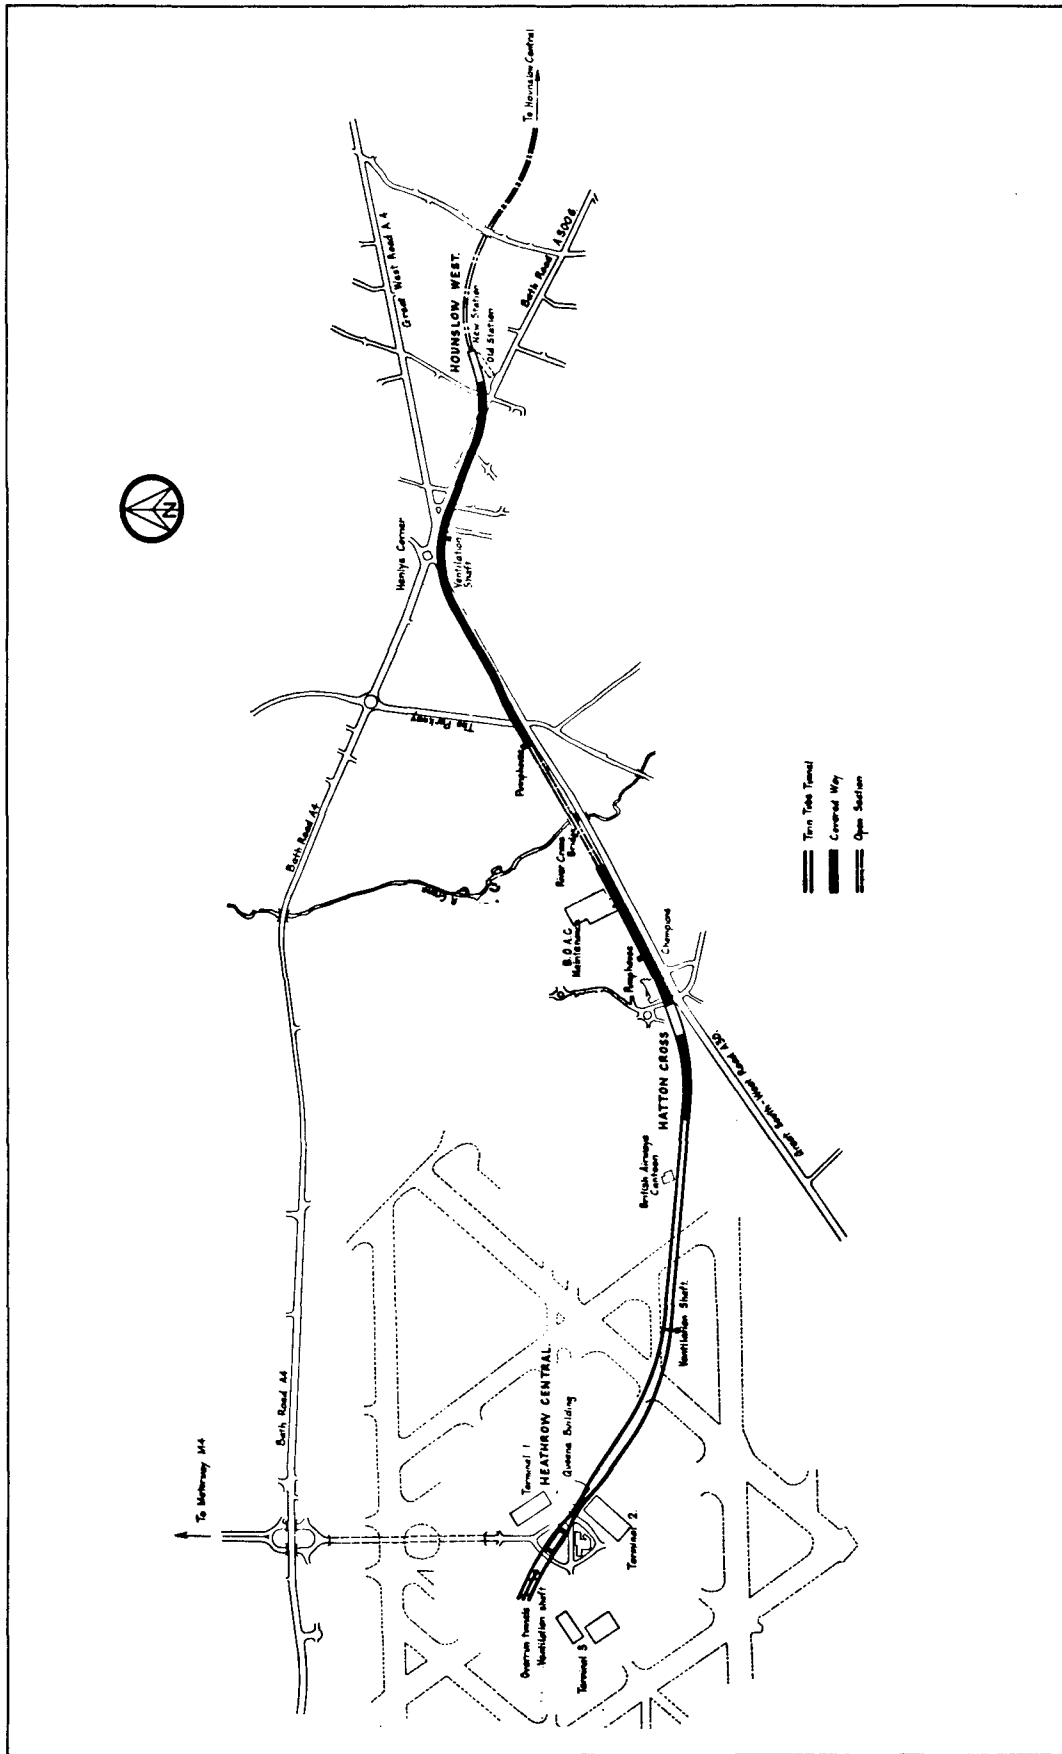 To Hounslow Central
Great West Road A 4
HOUNSLOW WEST.
New Station
Old Station
Bath Road A3006
N
Henlys Corner
Ventilation
Shaft
The Parkway
Pumphouse
Bath Road A4
River Crane
Bridge
Crane
B.O.A.C.
Maintenance
Pumphouse
Champions
HATTON CROSS
Great South-West Road A30.
British Airways
Canteen
Twin Tube Tunnel
Covered Way
Open Section
Ventilation Shaft.
HEATHROW CENTRAL.
Queens Building
Terminal 1
Terminal 2.
Bath Road A4
To Motorway M4
Overrun tunnels
Ventilation shaft
Terminal 3